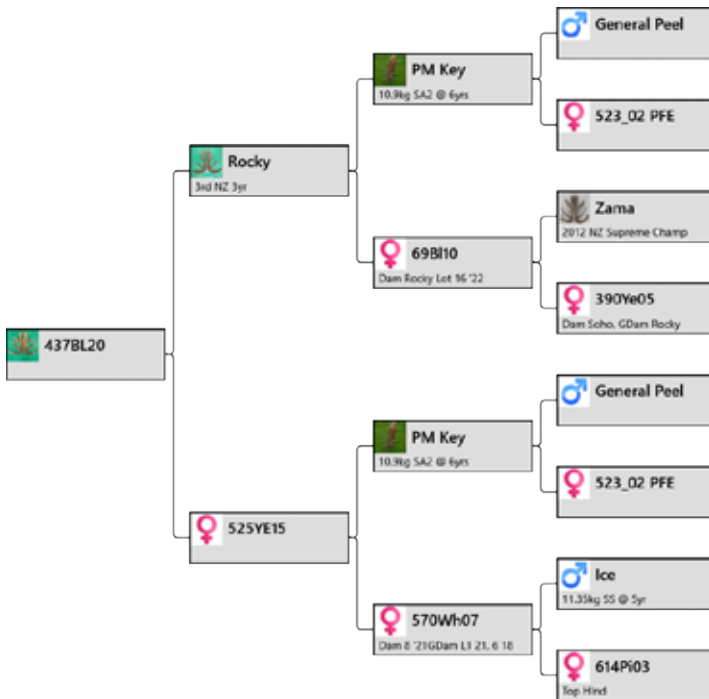 General Peel
PM Key
10.9kg SA2 @ 6yrs
523_02 PFE
Rocky
3rd NZ 3yr
Zama
2012 NZ Supreme Champ
69Bl10
Dam Rocky Lot 16 '22
390Ye05
Dam Soho, GDam Rocky
437BL20
General Peel
PM Key
10.9kg SA2 @ 6yrs
523_02 PFE
525YE15
Ice
11.35kg SS @ 5yr
570Wh07
Dam 8 '21GDam L1 21, 6 18
614Pi03
Top Hind